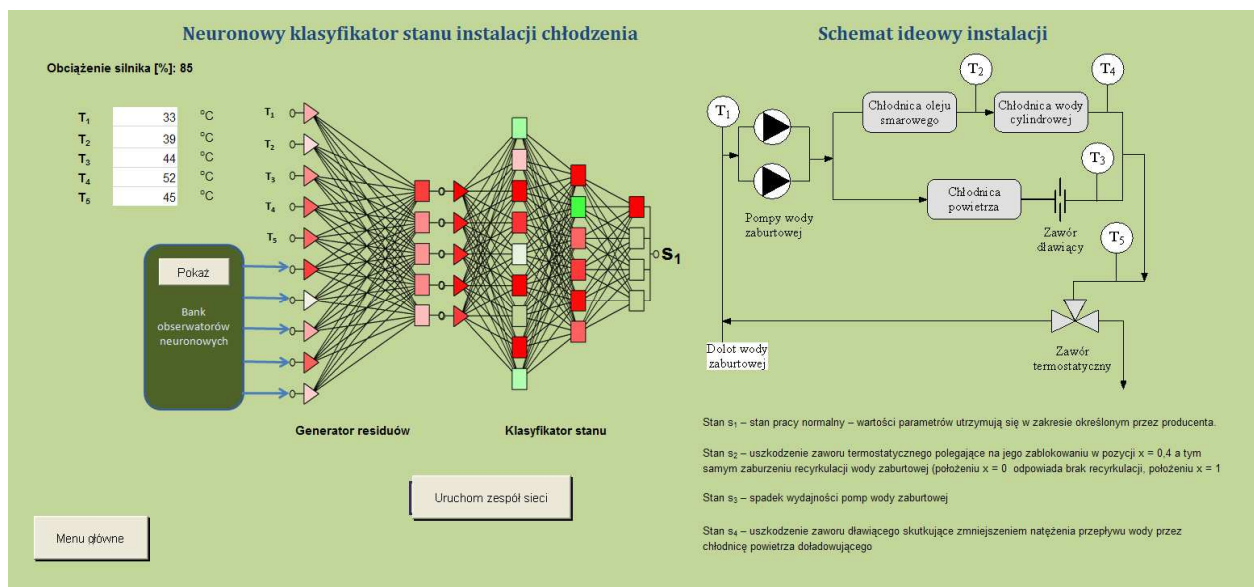 Neuronowy klasyfikator stanu instalacji chłodzenia
Obciążenie silnika [%]: 85
T₁ 33 °C
T₂ 39 °C
T₃ 44 °C
T₄ 52 °C
T₅ 45 °C
Pokaż
Bank
obserwatorów
neuronowych
T₁
T₂
T₃
T₄
T₅
S₁
Generator residuów
Klasyfikator stanu
Uruchom zespół sieci
Menu główne
Schemat ideowy instalacji
T₁
T₂
T₄
Chłodnica oleju
smarowego
Chłodnica wody
cylindrowej
T₃
Pompy wody
zaburtowej
Chłodnica
powietrza
Zawór
dławiący
T₅
Dolot wody
zaburtowej
Zawór
termostatyczny
Stan s₁ – stan pracy normalny – wartości parametrów utrzymują się w zakresie określonym przez producenta.
Stan s₂ – uszkodzenie zaworu termostatycznego polegające na jego zablokowaniu w pozycji x = 0,4 a tym
samym zaburzeniu recyrkulacji wody zaburtowej (położeniu x = 0 odpowiada brak recyrkulacji, położeniu x = 1
Stan s₃ – spadek wydajności pomp wody zaburtowej
Stan s₄ – uszkodzenie zaworu dławiącego skutkujące zmniejszeniem natężenia przepływu wody przez
chłodnicę powietrza doładowującego